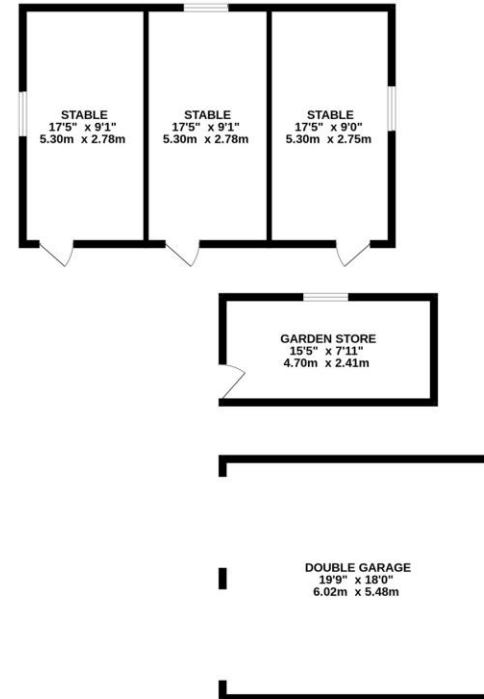 STABLE
17'5" x 9'1"
5.30m x 2.78m
STABLE
17'5" x 9'1"
5.30m x 2.78m
STABLE
17'5" x 9'0"
5.30m x 2.75m
GARDEN STORE
15'5" x 7'11"
4.70m x 2.41m
DOUBLE GARAGE
19'9" x 18'0"
6.02m x 5.48m